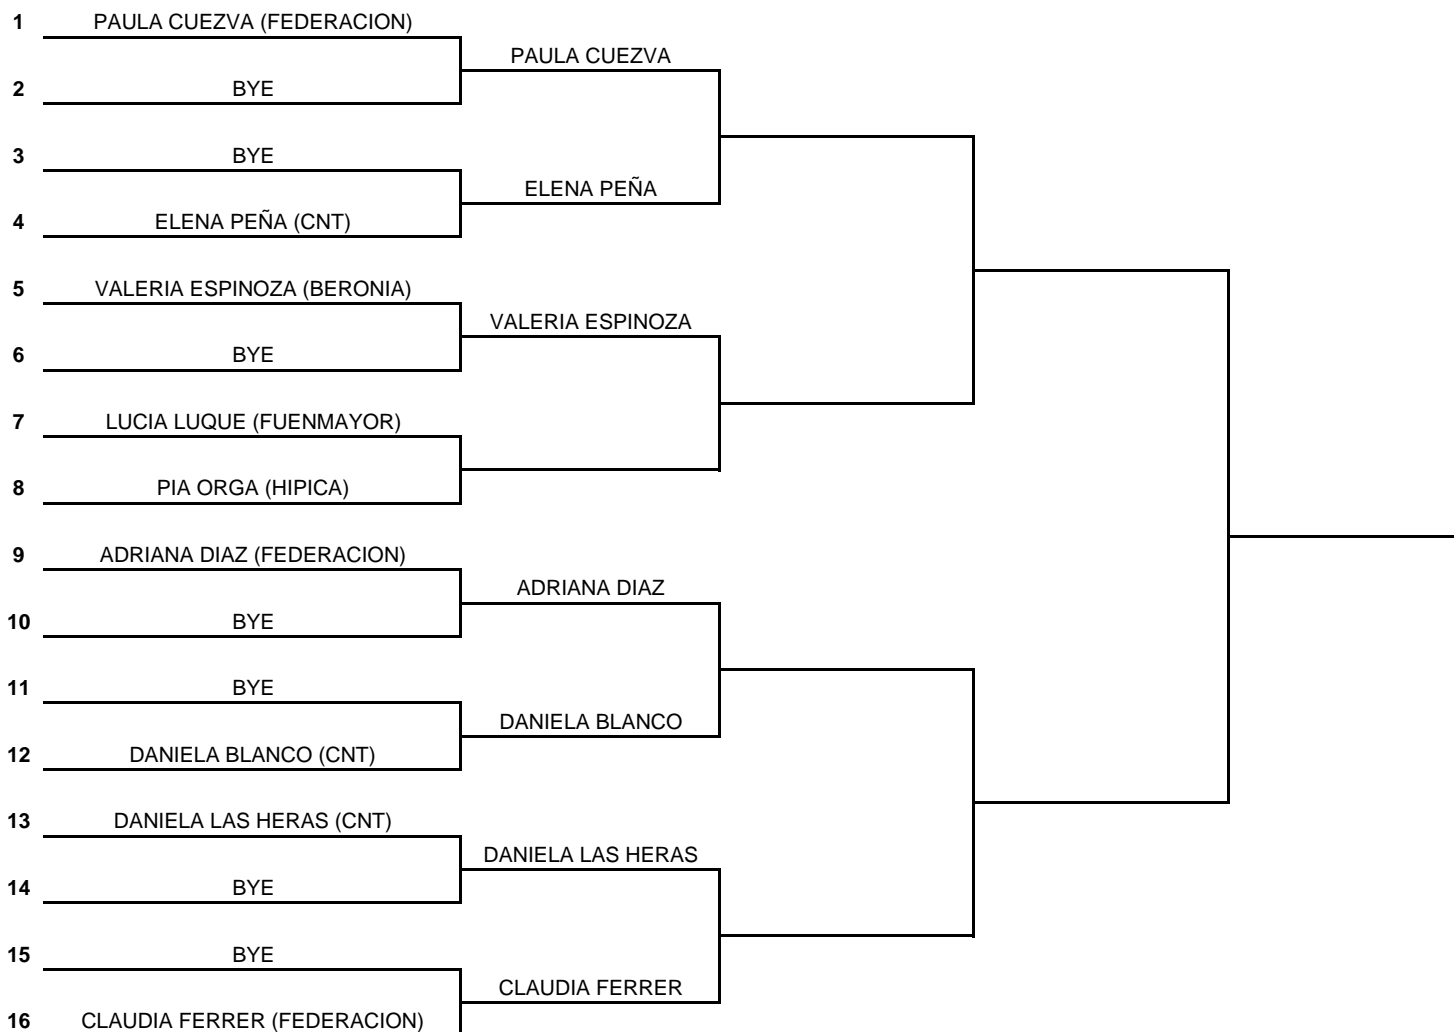 1 PAULA CUEZVA (FEDERACION)
PAULA CUEZVA
2 BYE
3 BYE
ELENA PEÑA
4 ELENA PEÑA (CNT)
5 VALERIA ESPINOZA (BERONIA)
VALERIA ESPINOZA
6 BYE
7 LUCIA LUQUE (FUENMAYOR)
8 PIA ORGA (HIPICA)
9 ADRIANA DIAZ (FEDERACION)
ADRIANA DIAZ
10 BYE
11 BYE
DANIELA BLANCO
12 DANIELA BLANCO (CNT)
13 DANIELA LAS HERAS (CNT)
DANIELA LAS HERAS
14 BYE
15 BYE
CLAUDIA FERRER
16 CLAUDIA FERRER (FEDERACION)